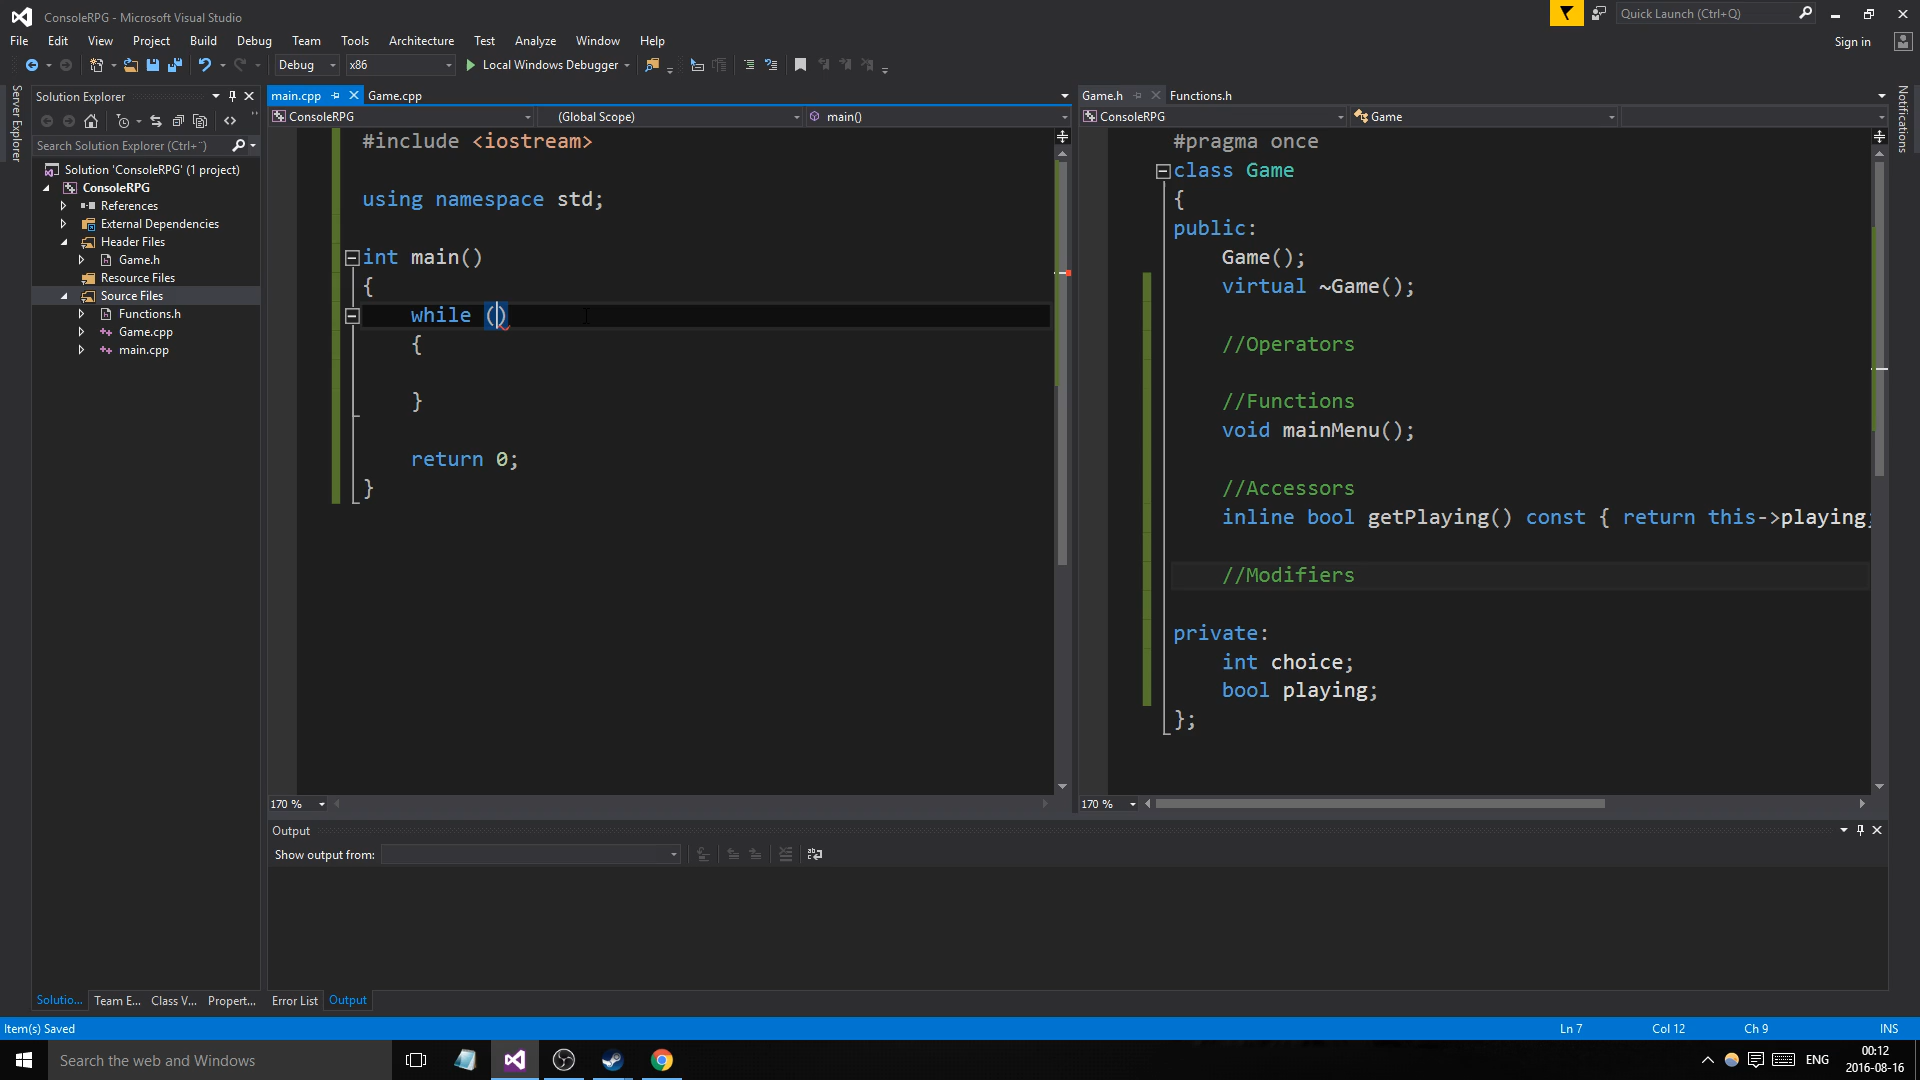 ConsoleRPG - Microsoft Visual Studio
Quick Launch (Ctrl+Q)
File Edit View Project Build Debug Team Tools Architecture Test Analyze Window Help
Sign in
Debug x86 Local Windows Debugger
Server Explorer
Solution Explorer
Search Solution Explorer (Ctrl+¨)
Solution 'ConsoleRPG' (1 project)
ConsoleRPG
References
External Dependencies
Header Files
Game.h
Resource Files
Source Files
Functions.h
Game.cpp
main.cpp
main.cpp Game.cpp
ConsoleRPG (Global Scope) main()
#include <iostream>
using namespace std;
int main()
{
while ()
{
}
return 0;
}
170 %
Game.h Functions.h
ConsoleRPG Game
#pragma once
class Game
{
public:
Game();
virtual ~Game();
//Operators
//Functions
void mainMenu();
//Accessors
inline bool getPlaying() const { return this->playing;
//Modifiers
private:
int choice;
bool playing;
};
170 %
Notifications
Output
Show output from:
Solutio... Team E... Class V... Propert... Error List Output
Item(s) Saved Ln 7 Col 12 Ch 9 INS
Search the web and Windows
ENG
00:12
2016-08-16